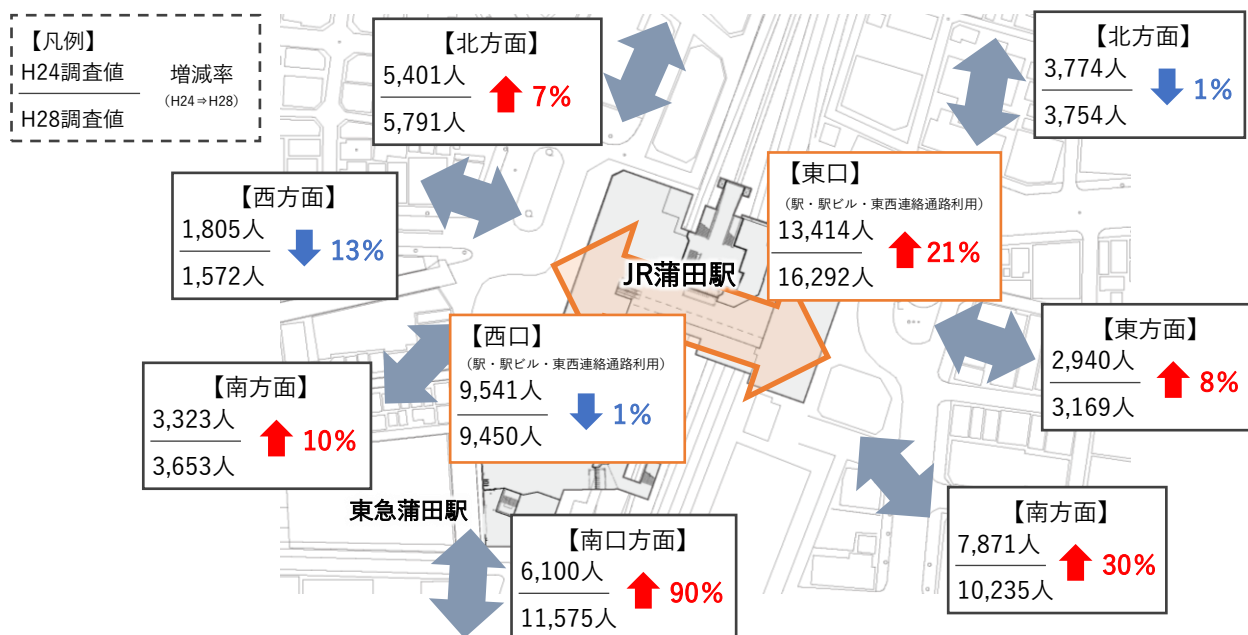 【凡例】
H24調査値
H28調査値
増減率
(H24⇒H28)
【北方面】
5,401人
5,791人
7%
【北方面】
3,774人
3,754人
1%
【西方面】
1,805人
1,572人
13%
【東口】
(駅・駅ビル・東西連絡通路利用)
13,414人
16,292人
21%
JR蒲田駅
【西口】
(駅・駅ビル・東西連絡通路利用)
9,541人
9,450人
1%
【東方面】
2,940人
3,169人
8%
【南方面】
3,323人
3,653人
10%
東急蒲田駅
【南口方面】
6,100人
11,575人
90%
【南方面】
7,871人
10,235人
30%